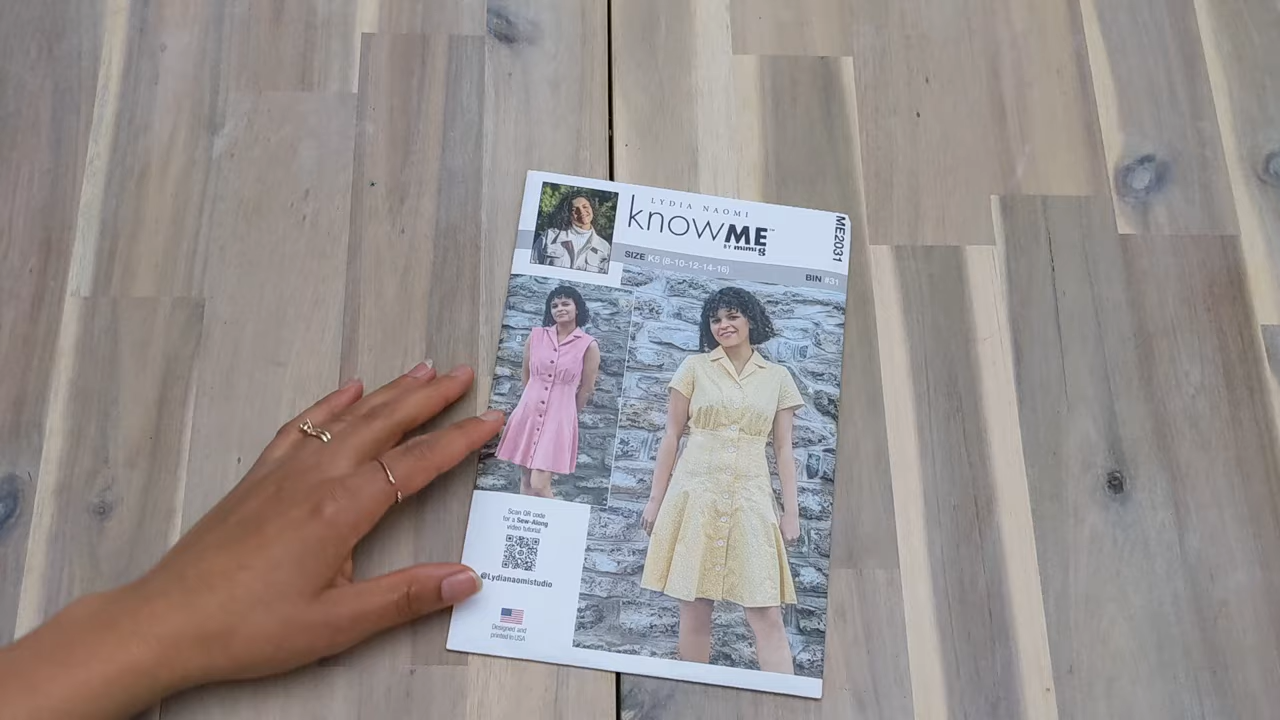 LYDIA NAOMI
knowME™
BY mimi g
ME2031
SIZE K5 (8-10-12-14-16)
BIN #31
Scan QR code
for a Sew-Along
video tutorial
@Lydianaomistudio
Designed and
printed in USA